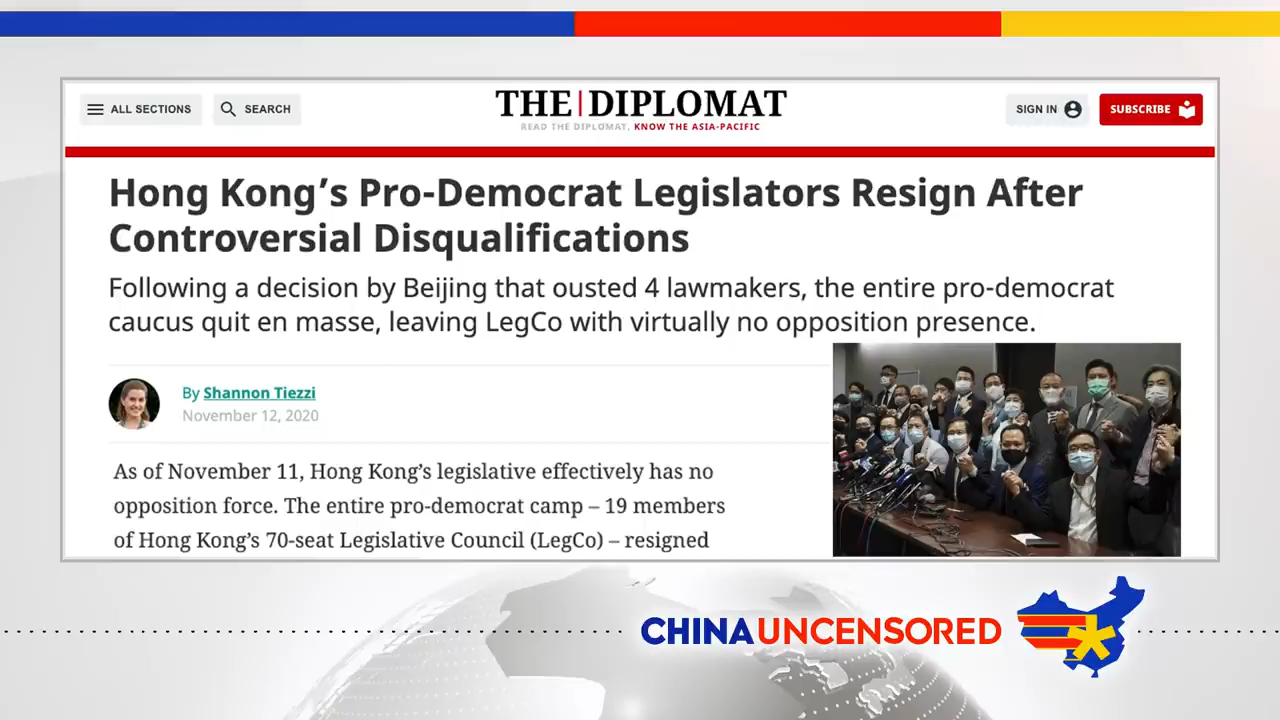 ALL SECTIONS
SEARCH
THE DIPLOMAT
READ THE DIPLOMAT, KNOW THE ASIA-PACIFIC
SIGN IN
SUBSCRIBE
Hong Kong’s Pro-Democrat Legislators Resign After
Controversial Disqualifications
Following a decision by Beijing that ousted 4 lawmakers, the entire pro-democrat
caucus quit en masse, leaving LegCo with virtually no opposition presence.
By Shannon Tiezzi
November 12, 2020
As of November 11, Hong Kong’s legislative effectively has no
opposition force. The entire pro-democrat camp – 19 members
of Hong Kong’s 70-seat Legislative Council (LegCo) – resigned
CHINA UNCENSORED